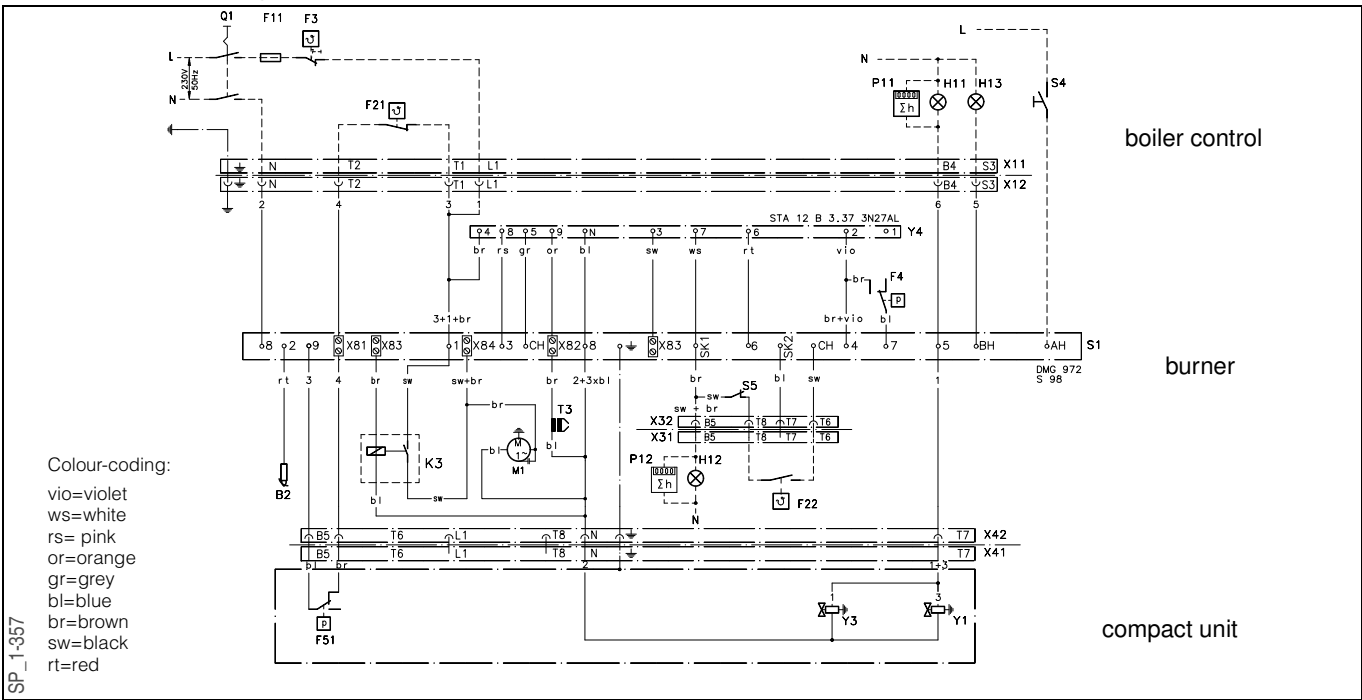 Q1 F11 F3
L
230V 50Hz
N
F21
L
N
P11 H11 H13 S4
Σh
boiler control
N T2 T1 L1 B4 S3 X11
N T2 T1 L1 B4 S3 X12
2 4 3 1 6 5
STA 12 B 3.37 3N27AL
4 8 5 9 N 3 7 6 2 1 Y4
br rs gr or bl sw ws rt vio
br F4
P
3+1+br br+vio bl
8 2 9 X81 X83 1 X84 3 CH X82 8 X83 SK1 6 SK2 CH 4 7 5 BH AH S1
DMG 972
S 98
burner
rt 3 4 br sw sw+br br 2+3xbl br bl sw 1
br T3 sw S5
sw + br
X32 B5 T8 T7 T6
X31 B5 T8 T7 T6
K3
M
1~
M1
bl bl
P12 H12
Σh
F22
B2
bl sw
N
B5 T6 L1 T8 N T7 X42
B5 T6 L1 T8 N T7 X41
bl br 2 1+3
1 3
Y3 Y1
P
F51
compact unit
Colour-coding:
vio=violet
ws=white
rs= pink
or=orange
gr=grey
bl=blue
br=brown
sw=black
rt=red
SP_1-357